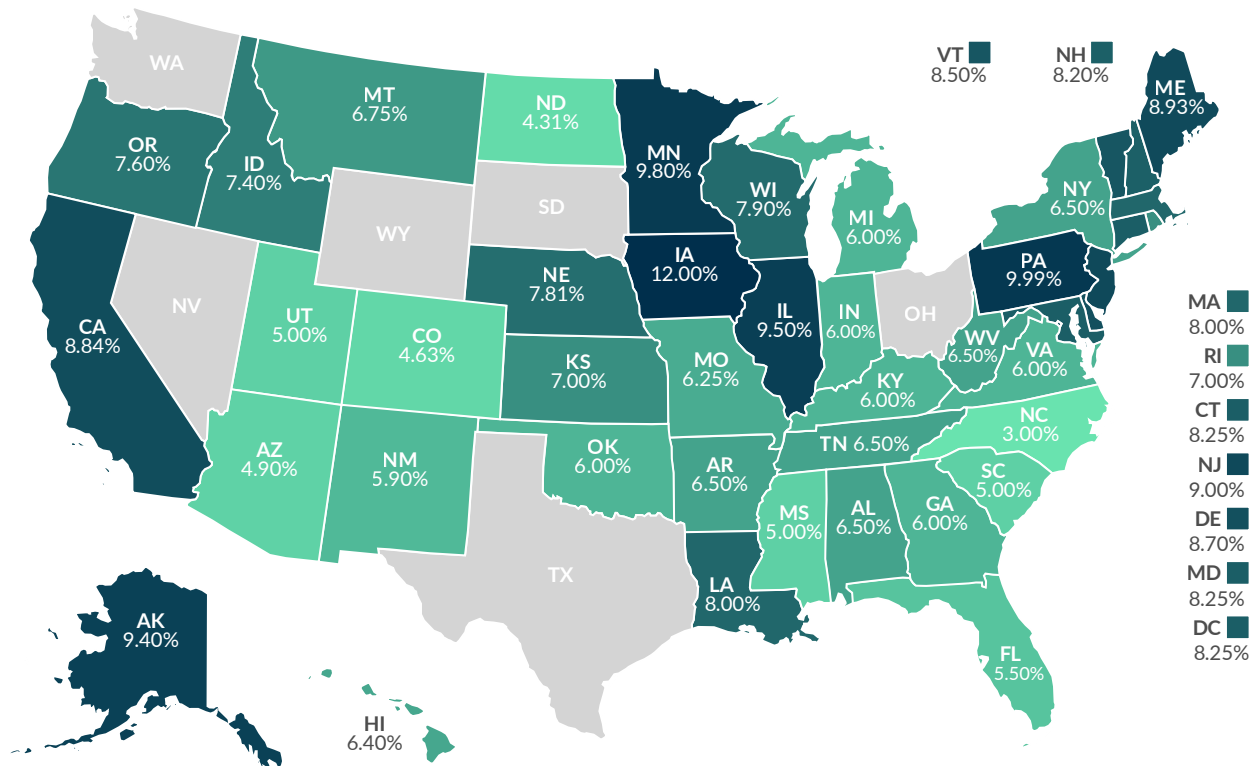 WA
VT
8.50%
NH
8.20%
ME
8.93%
MT
6.75%
ND
4.31%
OR
7.60%
ID
7.40%
MN
9.80%
WI
7.90%
NY
6.50%
SD
MI
6.00%
WY
IA
12.00%
PA
9.99%
NE
7.81%
NV
UT
5.00%
CO
4.63%
CA
8.84%
IL
9.50%
IN
6.00%
OH
MA
8.00%
KS
7.00%
MO
6.25%
WV
6.50%
VA
6.00%
RI
7.00%
KY
6.00%
CT
8.25%
NC
3.00%
TN 6.50%
AZ
4.90%
NM
5.90%
OK
6.00%
AR
6.50%
SC
5.00%
NJ
9.00%
MS
5.00%
AL
6.50%
GA
6.00%
DE
8.70%
TX
LA
8.00%
MD
8.25%
AK
9.40%
DC
8.25%
FL
5.50%
HI
6.40%